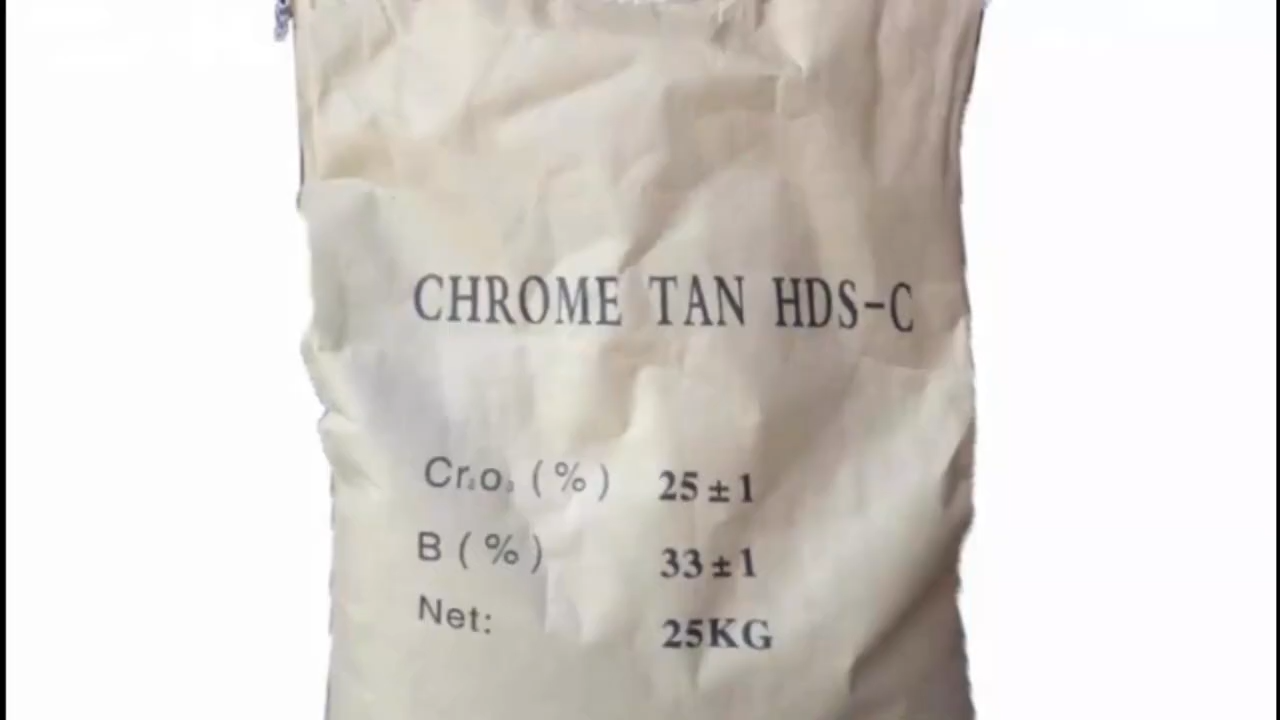 CHROME TAN HDS-C
Cr₂O₃ (%) 25±1
B (%) 33±1
Net: 25KG